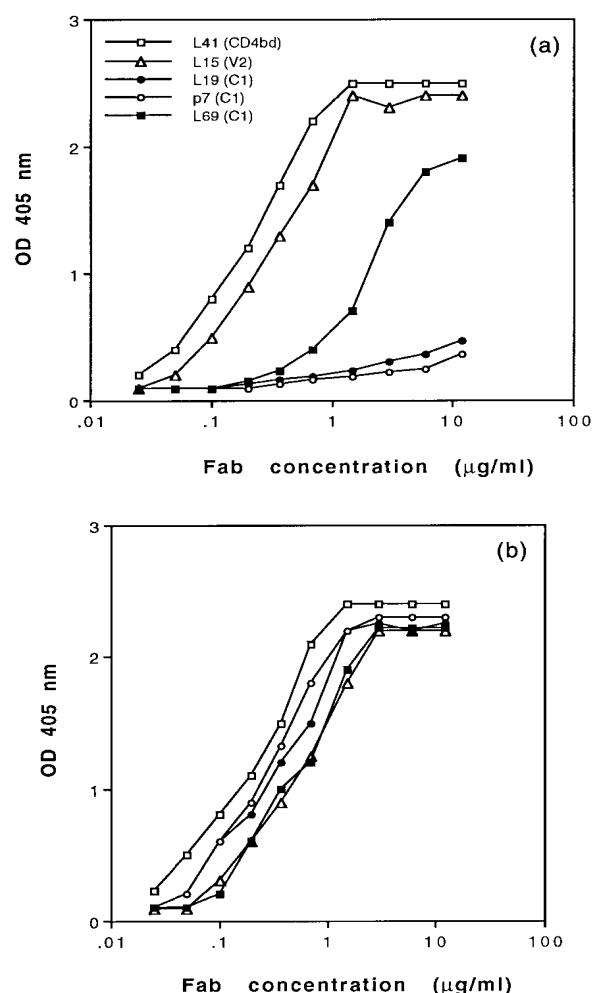 3
(a)
L41 (CD4bd)
L15 (V2)
L19 (C1)
p7 (C1)
L69 (C1)
2
OD 405 nm
1
0
.01 .1 1 10 100
Fab concentration (µg/ml)
3
(b)
2
OD 405 nm
1
0
.01 .1 1 10 100
Fab concentration (µg/ml)